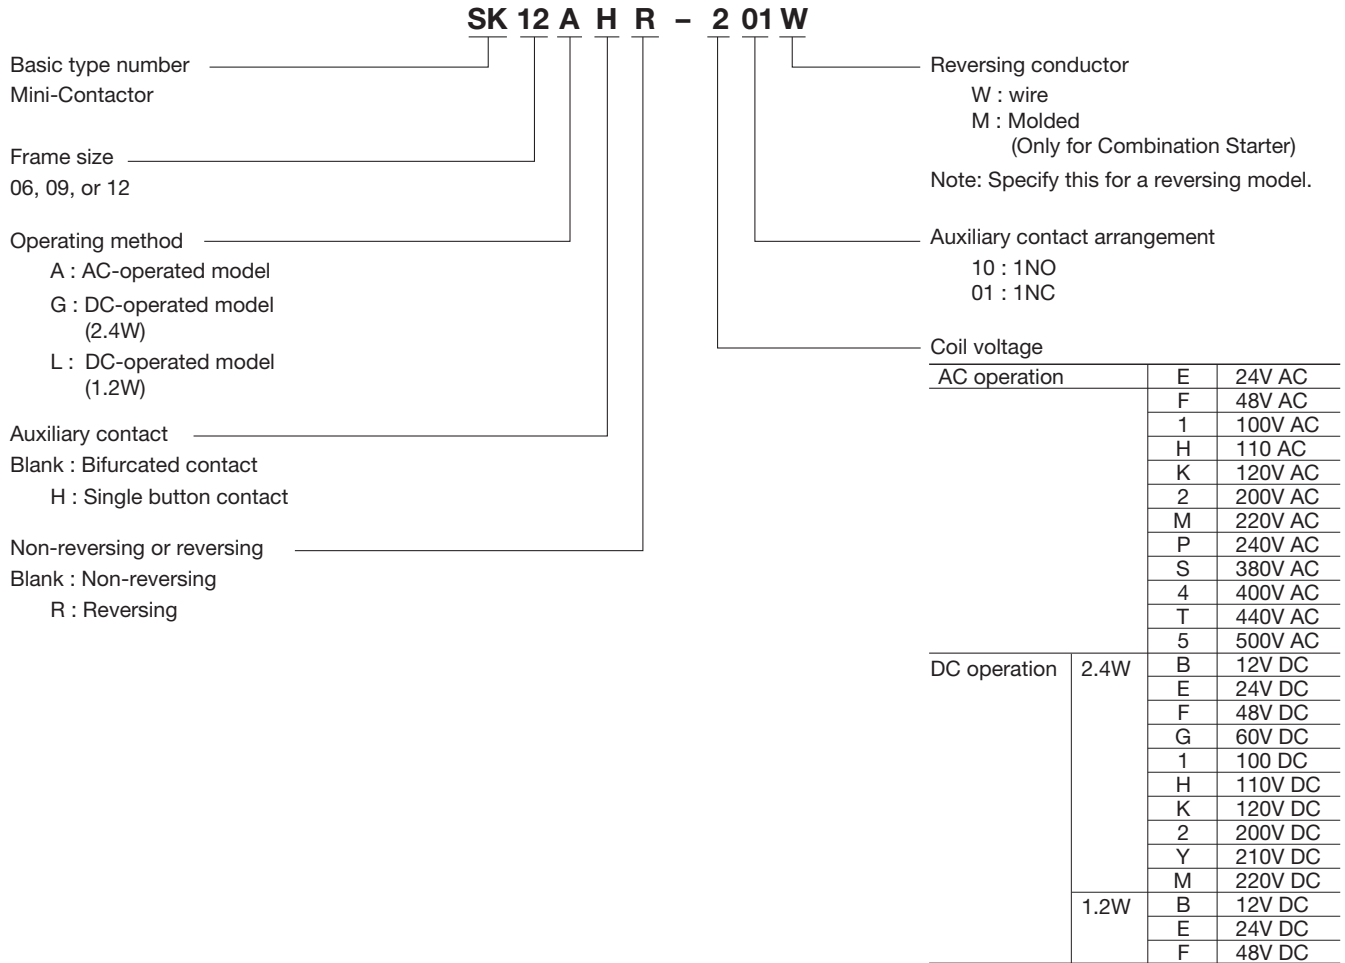 SK 12 A H R – 2 01 W
Basic type number
Mini-Contactor
Frame size
06, 09, or 12
Operating method
A : AC-operated model
G : DC-operated model
(2.4W)
L : DC-operated model
(1.2W)
Auxiliary contact
Blank : Bifurcated contact
H : Single button contact
Non-reversing or reversing
Blank : Non-reversing
R : Reversing
Reversing conductor
W : wire
M : Molded
(Only for Combination Starter)
Note: Specify this for a reversing model.
Auxiliary contact arrangement
10 : 1NO
01 : 1NC
Coil voltage
AC operation E 24V AC
F 48V AC
1 100V AC
H 110 AC
K 120V AC
2 200V AC
M 220V AC
P 240V AC
S 380V AC
4 400V AC
T 440V AC
5 500V AC
DC operation 2.4W B 12V DC
E 24V DC
F 48V DC
G 60V DC
1 100 DC
H 110V DC
K 120V DC
2 200V DC
Y 210V DC
M 220V DC
1.2W B 12V DC
E 24V DC
F 48V DC